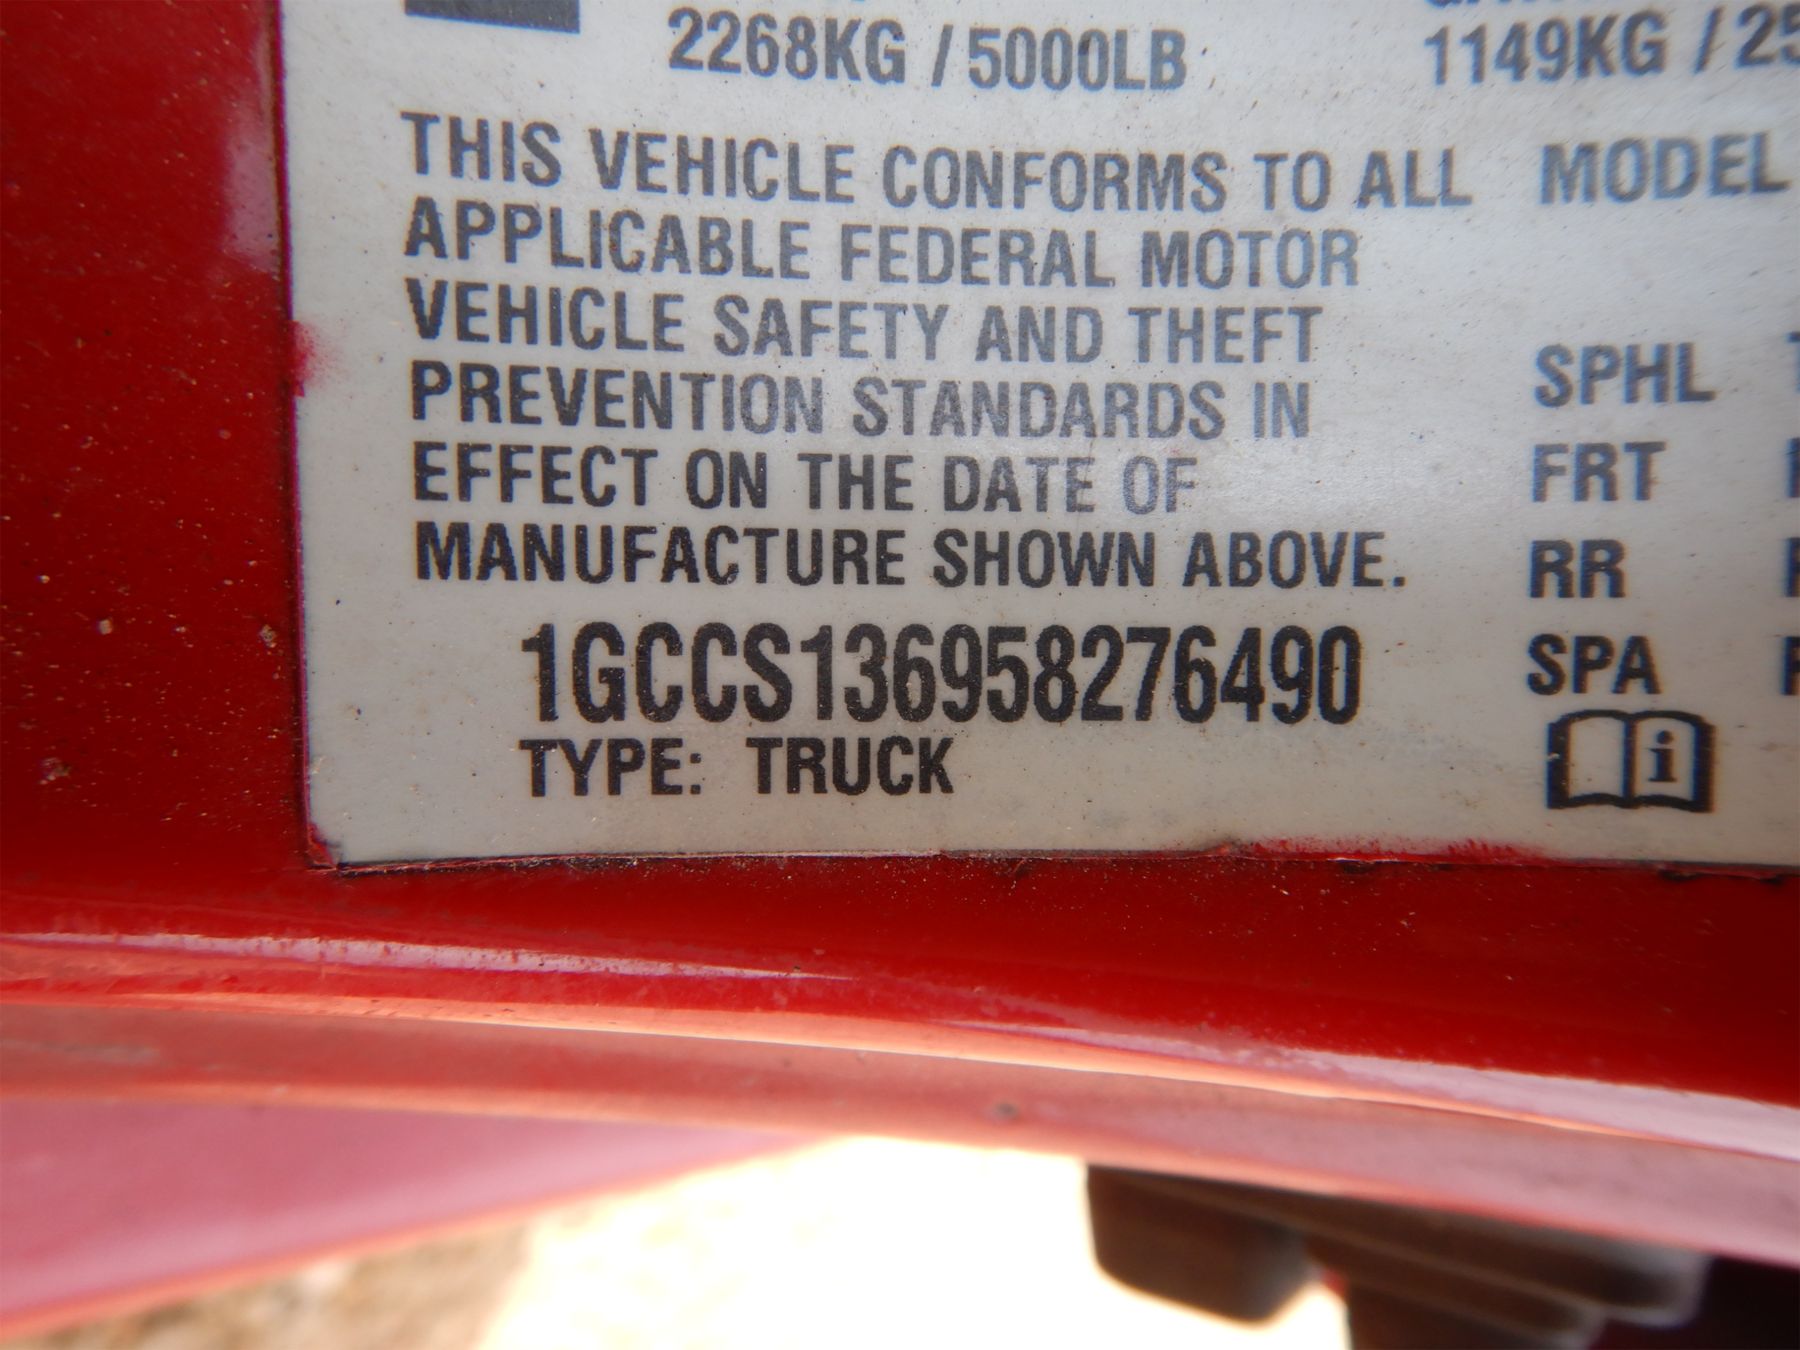 2268KG / 5000LB 1149KG / 25
THIS VEHICLE CONFORMS TO ALL MODEL
APPLICABLE FEDERAL MOTOR
VEHICLE SAFETY AND THEFT
PREVENTION STANDARDS IN SPHL
EFFECT ON THE DATE OF FRT
MANUFACTURE SHOWN ABOVE. RR
1GCCS136958276490 SPA
TYPE: TRUCK i